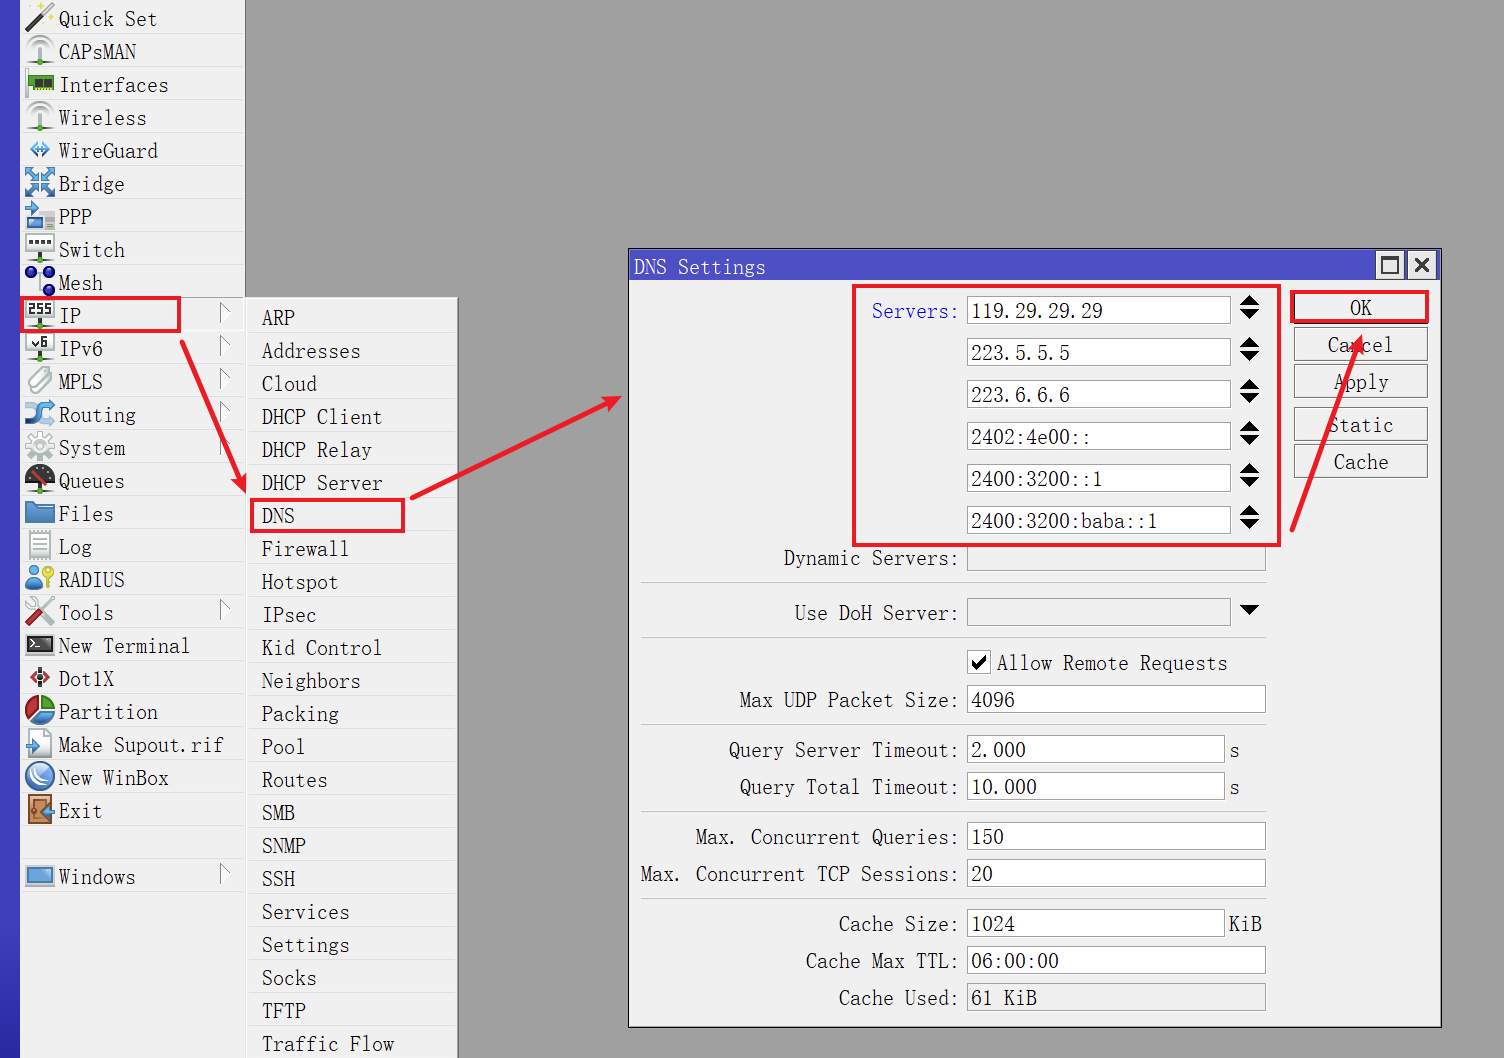 Quick Set
CAPsMAN
Interfaces
Wireless
WireGuard
Bridge
PPP
Switch
Mesh
255 IP
v6 IPv6
MPLS
Routing
System
Queues
Files
Log
RADIUS
Tools
New Terminal
Dot1X
Partition
Make Supout.rif
New WinBox
Exit
Windows
ARP
Addresses
Cloud
DHCP Client
DHCP Relay
DHCP Server
DNS
Firewall
Hotspot
IPsec
Kid Control
Neighbors
Packing
Pool
Routes
SMB
SNMP
SSH
Services
Settings
Socks
TFTP
Traffic Flow
DNS Settings
Servers: 119.29.29.29
223.5.5.5
223.6.6.6
2402:4e00::
2400:3200::1
2400:3200:baba::1
Dynamic Servers:
Use DoH Server:
Allow Remote Requests
Max UDP Packet Size: 4096
Query Server Timeout: 2.000 s
Query Total Timeout: 10.000 s
Max. Concurrent Queries: 150
Max. Concurrent TCP Sessions: 20
Cache Size: 1024 KiB
Cache Max TTL: 06:00:00
Cache Used: 61 KiB
OK
Cancel
Apply
Static
Cache